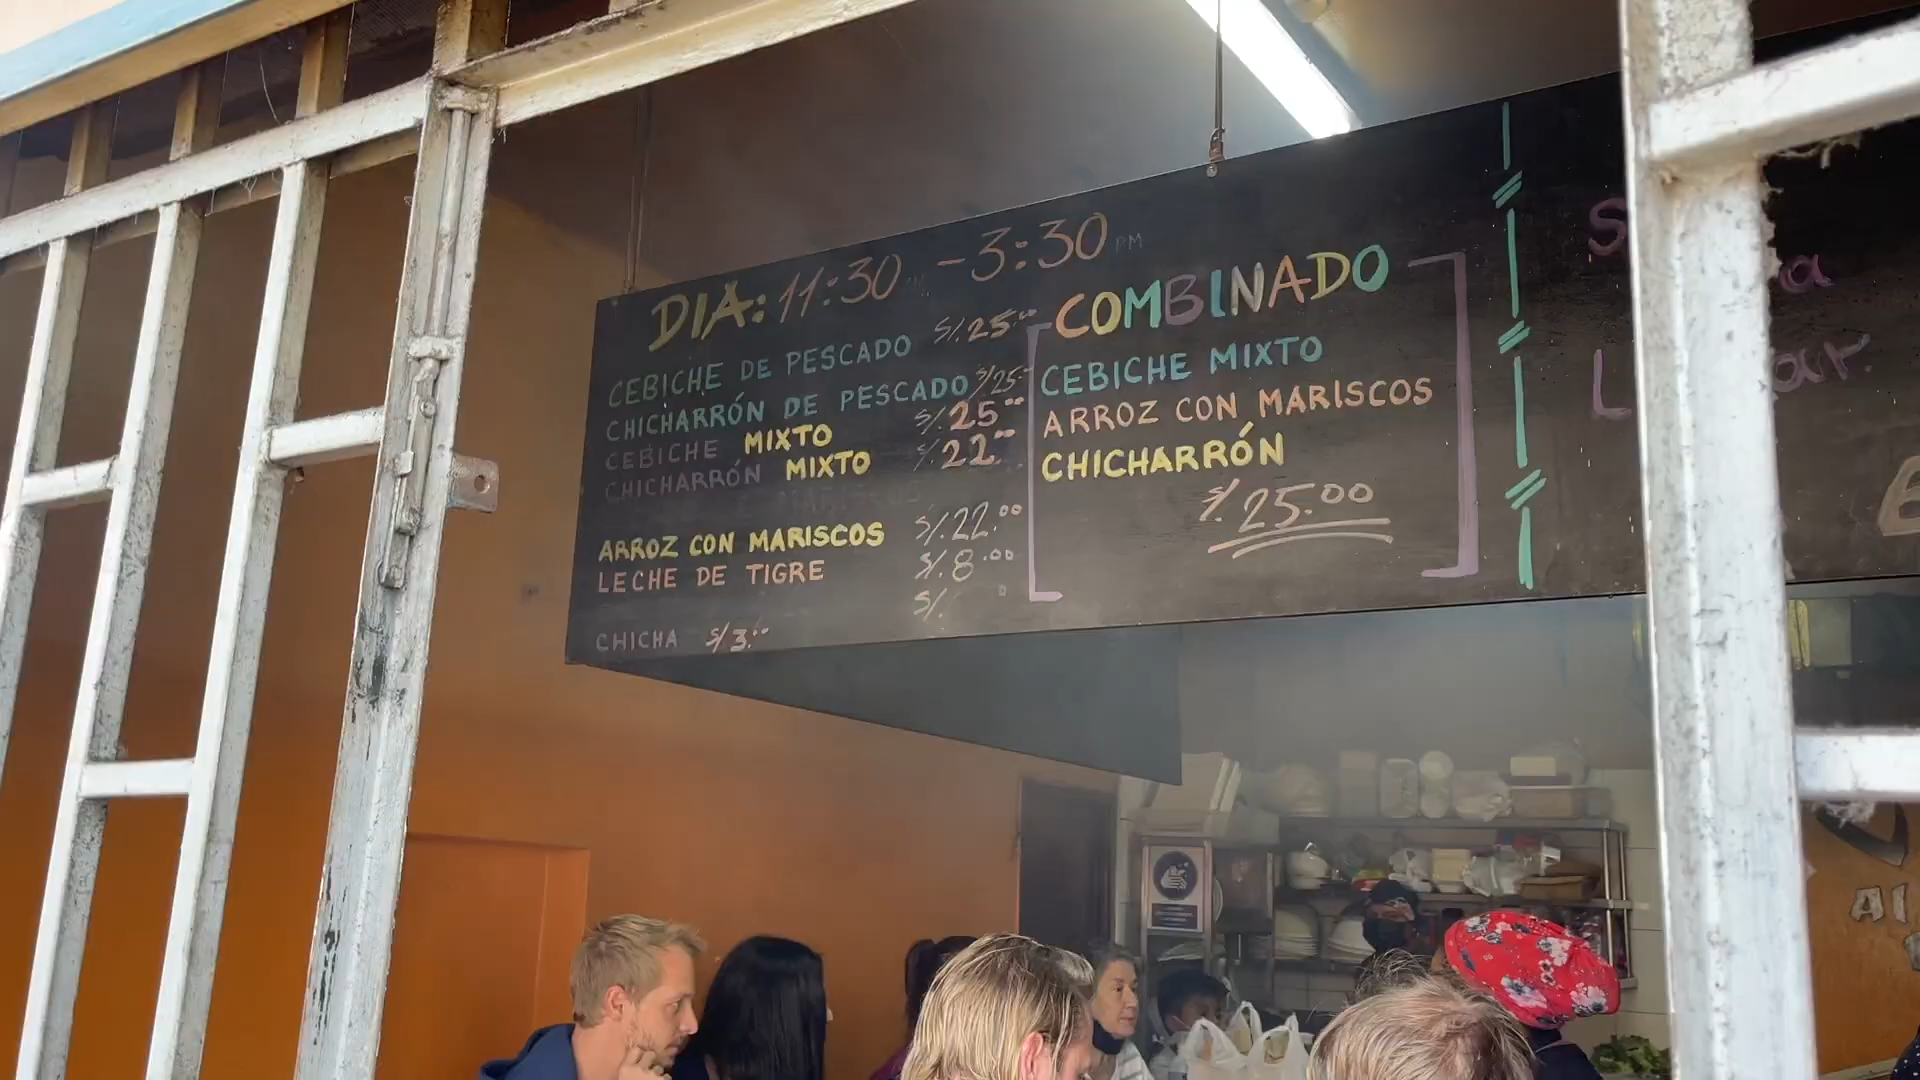 DIA: 11:30 - 3:30 PM
CEBICHE DE PESCADO S/.25.00
CHICHARRÓN DE PESCADO S/25.-
CEBICHE MIXTO S/.25.00
CHICHARRÓN MIXTO S/.22.00
ARROZ CON MARISCOS S/.22.00
LECHE DE TIGRE S/.8.00
S/.
CHICHA S/3.00
COMBINADO
CEBICHE MIXTO
ARROZ CON MARISCOS
CHICHARRÓN
S/.25.00